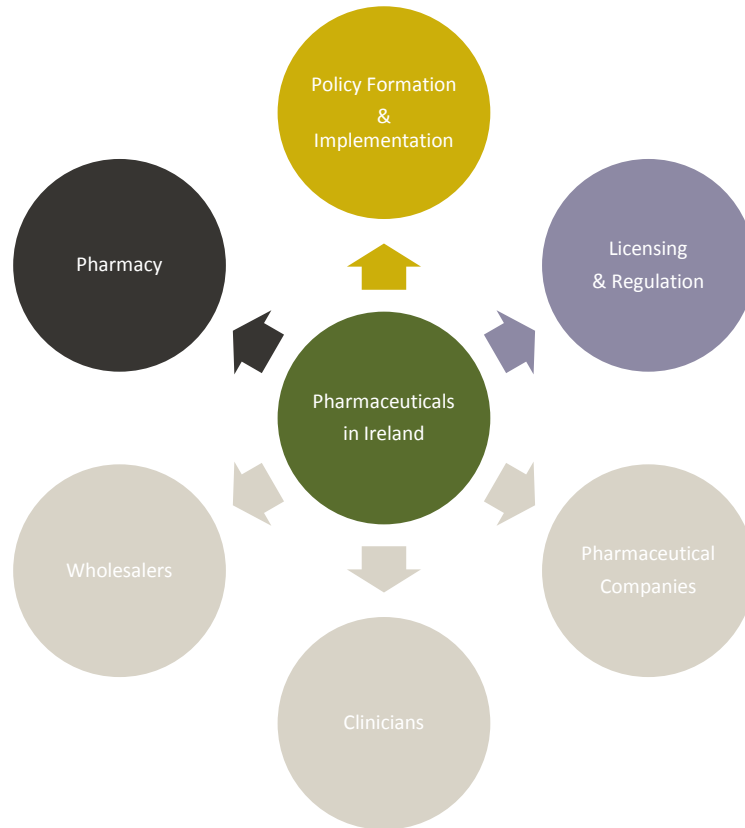 Policy Formation
&
Implementation
Pharmacy
Licensing
& Regulation
Pharmaceuticals
in Ireland
Wholesalers
Pharmaceutical
Companies
Clinicians